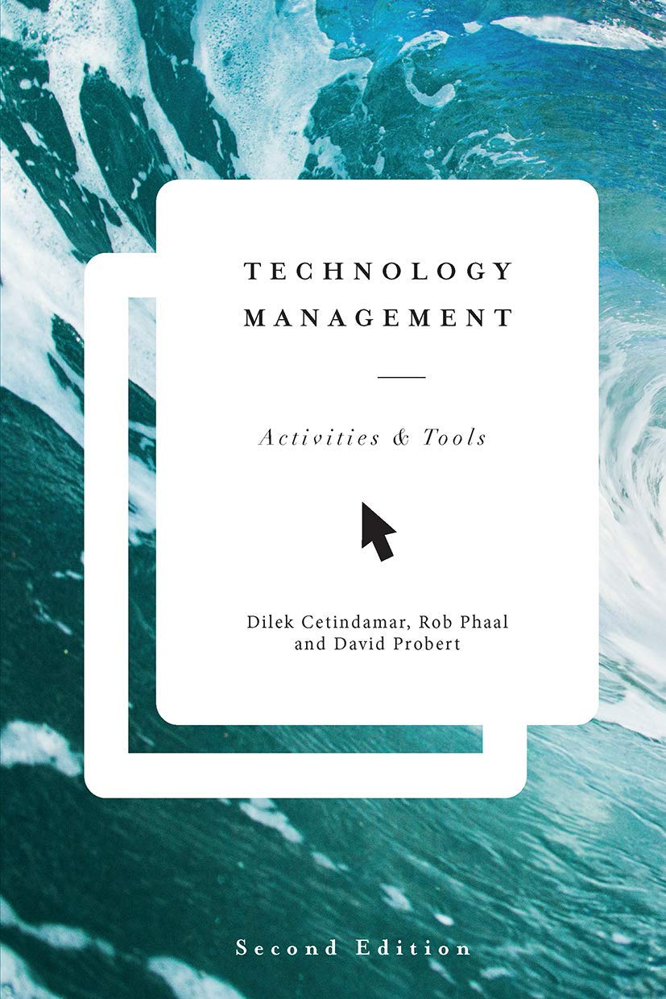 TECHNOLOGY
MANAGEMENT
Activities & Tools
Dilek Cetindamar, Rob Phaal
and David Probert
Second Edition